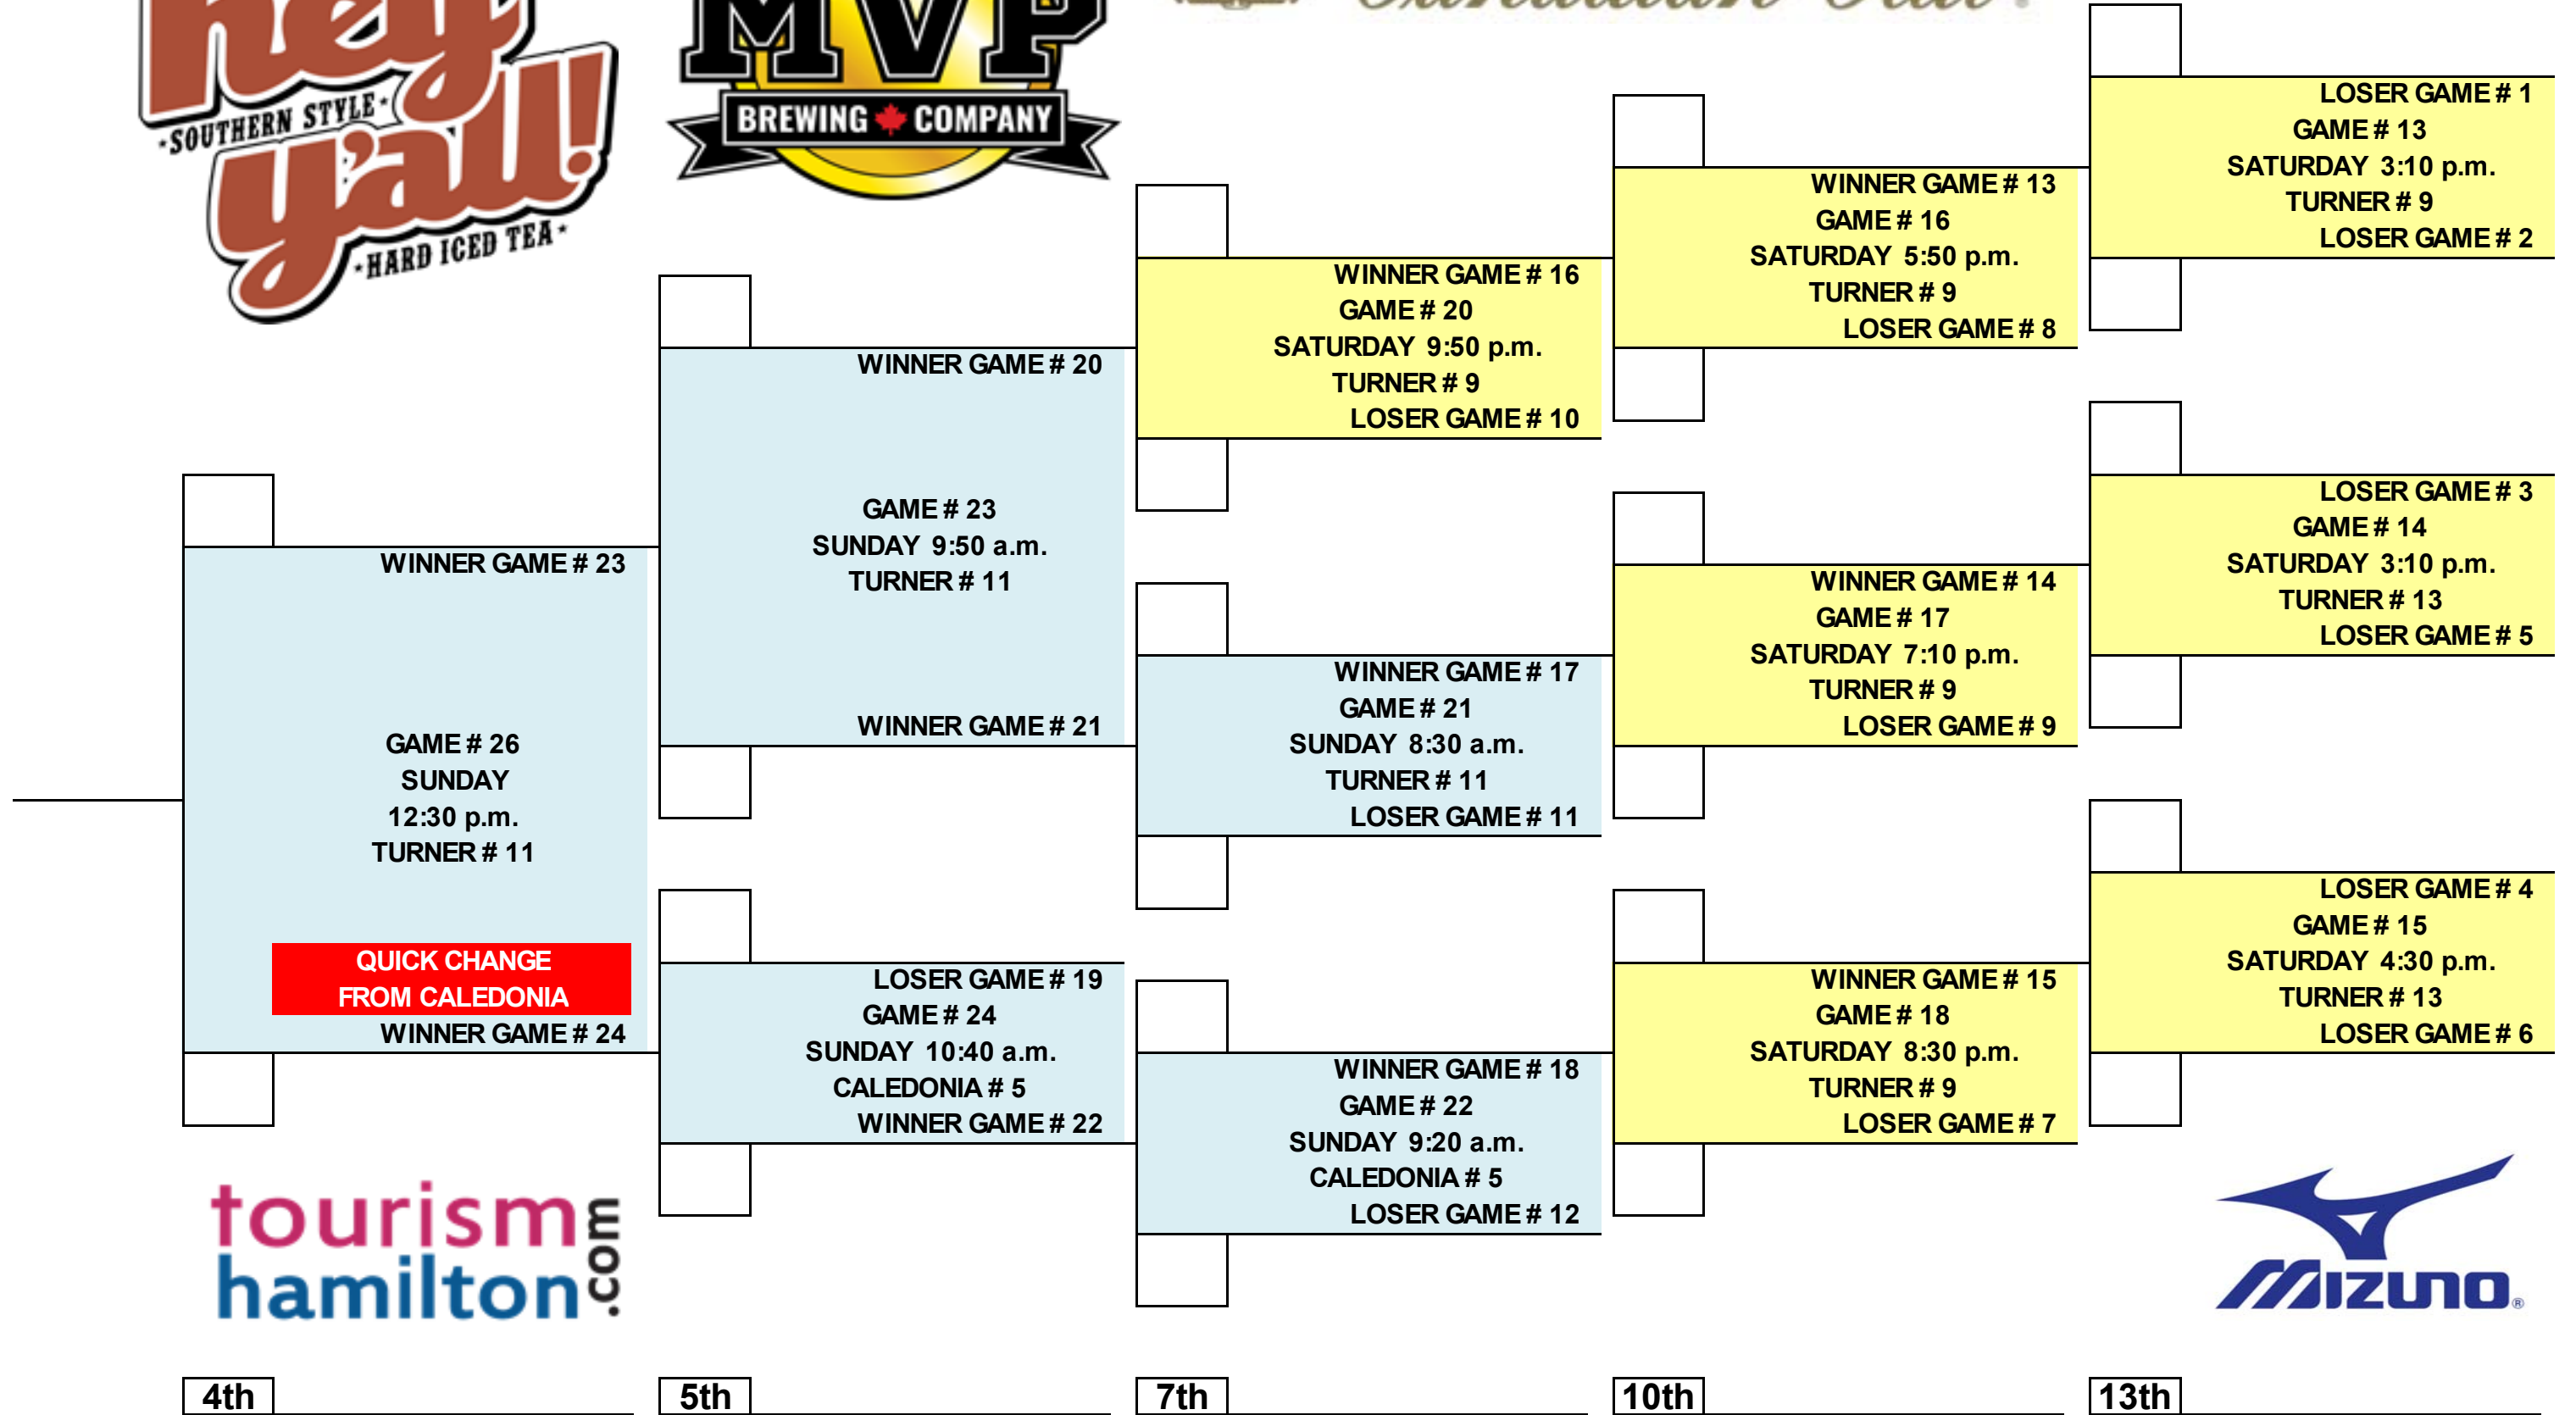 hey
SOUTHERN STYLE
y'all!
HARD ICED TEA
MVP
BREWING COMPANY
LOSER GAME # 1
GAME # 13
SATURDAY 3:10 p.m.
TURNER # 9
LOSER GAME # 2
WINNER GAME # 13
GAME # 16
SATURDAY 5:50 p.m.
TURNER # 9
LOSER GAME # 8
WINNER GAME # 16
GAME # 20
SATURDAY 9:50 p.m.
TURNER # 9
LOSER GAME # 10
WINNER GAME # 20
GAME # 23
SUNDAY 9:50 a.m.
TURNER # 11
WINNER GAME # 21
LOSER GAME # 3
GAME # 14
SATURDAY 3:10 p.m.
TURNER # 13
LOSER GAME # 5
WINNER GAME # 14
GAME # 17
SATURDAY 7:10 p.m.
TURNER # 9
LOSER GAME # 9
WINNER GAME # 17
GAME # 21
SUNDAY 8:30 a.m.
TURNER # 11
LOSER GAME # 11
WINNER GAME # 23
GAME # 26
SUNDAY
12:30 p.m.
TURNER # 11
QUICK CHANGE
FROM CALEDONIA
WINNER GAME # 24
LOSER GAME # 19
GAME # 24
SUNDAY 10:40 a.m.
CALEDONIA # 5
WINNER GAME # 22
WINNER GAME # 18
GAME # 22
SUNDAY 9:20 a.m.
CALEDONIA # 5
LOSER GAME # 12
WINNER GAME # 15
GAME # 18
SATURDAY 8:30 p.m.
TURNER # 9
LOSER GAME # 7
LOSER GAME # 4
GAME # 15
SATURDAY 4:30 p.m.
TURNER # 13
LOSER GAME # 6
tourism
hamilton
.com
MIZUNO®
4th
5th
7th
10th
13th